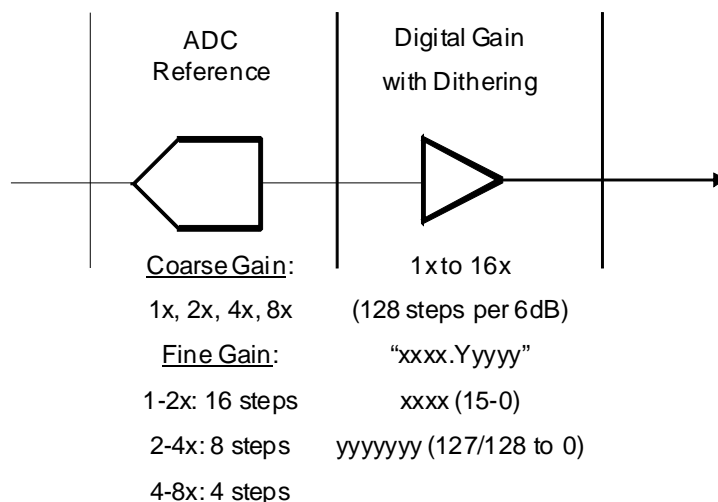 ADC
Reference
Coarse Gain:
1x, 2x, 4x, 8x
Fine Gain:
1-2x: 16 steps
2-4x: 8 steps
4-8x: 4 steps
Digital Gain
with Dithering
1x to 16x
(128 steps per 6dB)
“xxxx.Yyyyy”
xxxx (15-0)
yyyyyyy (127/128 to 0)